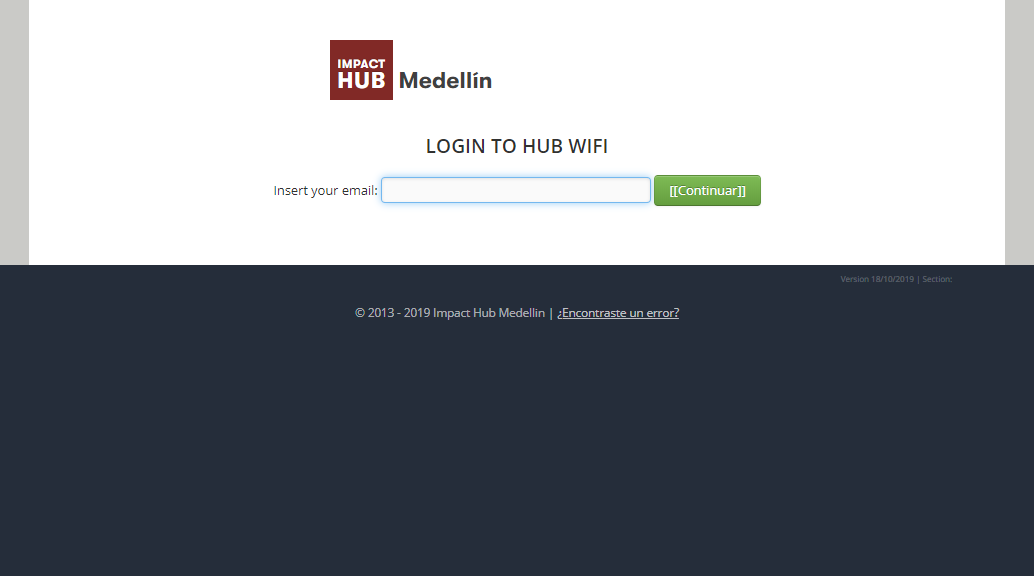 IMPACT
HUB Medellín
LOGIN TO HUB WIFI
Insert your email: [[Continuar]]
Version 18/10/2019 | Section:
© 2013 - 2019 Impact Hub Medellin | ¿Encontraste un error?